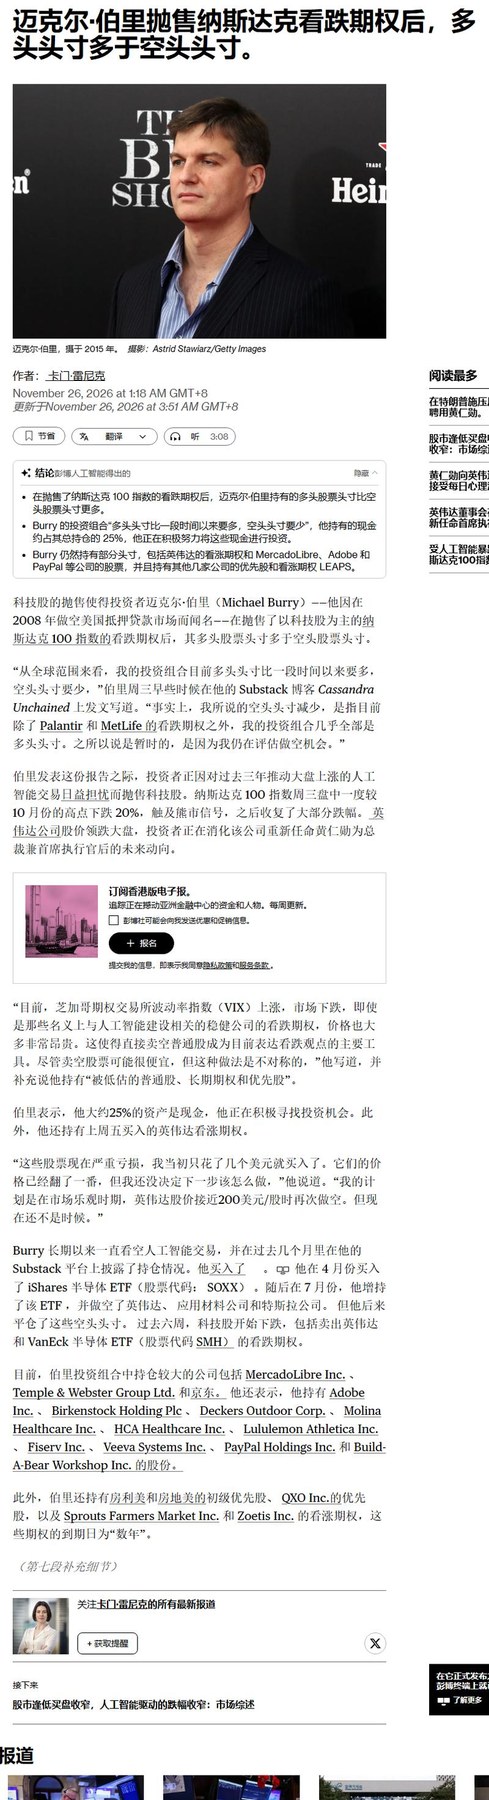 迈克尔·伯里抛售纳斯达克看跌期权后，多
头头寸多于空头头寸。
TH
BI
SHO
TRADE
Hein
en
迈克尔·伯里，摄于 2015 年。 摄影：Astrid Stawiarz/Getty Images
作者： 卡门·雷尼克
November 26, 2026 at 1:18 AM GMT+8
更新于November 26, 2026 at 3:51 AM GMT+8
节省
翻译
听 3:08
结论彭博人工智能得出的
隐藏
在抛售了纳斯达克 100 指数的看跌期权后，迈克尔·伯里持有的多头股票头寸比空
头股票头寸更多。
Burry 的投资组合“多头头寸比一段时间以来要多，空头头寸要少”，他持有的现金
约占其总持仓的 25%，他正在积极努力将这些现金进行投资。
Burry 仍然持有部分头寸，包括英伟达的看涨期权和 MercadoLibre、Adobe 和
PayPal 等公司的股票，并且持有其他几家公司的优先股和看涨期权 LEAPS。
科技股的抛售使得投资者迈克尔·伯里（Michael Burry）——他因在
2008 年做空美国抵押贷款市场而闻名——在抛售了以科技股为主的纳
斯达克 100 指数的看跌期权后，其多头股票头寸多于空头股票头寸。
“从全球范围来看，我的投资组合目前多头头寸比一段时间以来要多，
空头头寸要少，”伯里周三早些时候在他的 Substack 博客 Cassandra
Unchained 上发文写道。“事实上，我所说的空头头寸减少，是指目前
除了 Palantir 和 MetLife 的看跌期权之外，我的投资组合几乎全部是
多头头寸。之所以说是暂时的，是因为我仍在评估做空机会。”
伯里发表这份报告之际，投资者正因对过去三年推动大盘上涨的人工
智能交易日益担忧而抛售科技股。纳斯达克 100 指数周三盘中一度较
10 月份的高点下跌 20%，触及熊市信号，之后收复了大部分跌幅。 英
伟达公司股价领跌大盘，投资者正在消化该公司重新任命黄仁勋为总
裁兼首席执行官后的未来动向。
订阅香港版电子报。
追踪正在撼动亚洲金融中心的资金和人物。每周更新。
彭博社可能会向我发送优惠和促销信息。
+ 报名
提交我的信息，即表示我同意隐私政策和服务条款 。
“目前，芝加哥期权交易所波动率指数（VIX）上涨，市场下跌，即使
是那些名义上与人工智能建设相关的稳健公司的看跌期权，价格也大
多非常昂贵。这使得直接卖空普通股成为目前表达看跌观点的主要工
具。尽管卖空股票可能很便宜，但这种做法是不对称的，”他写道，并
补充说他持有“被低估的普通股、长期期权和优先股”。
伯里表示，他大约25%的资产是现金，他正在积极寻找投资机会。此
外，他还持有上周五买入的英伟达看涨期权。
“这些股票现在严重亏损，我当初只花了几个美元就买入了。它们的价
格已经翻了一番，但我还没决定下一步该怎么做，”他说道。“我的计
划是在市场乐观时期，英伟达股价接近200美元/股时再次做空。但现
在还不是时候。”
Burry 长期以来一直看空人工智能交易，并在过去几个月里在他的
Substack 平台上披露了持仓情况。他买入了 。 他在 4 月份买入
了 iShares 半导体 ETF（股票代码： SOXX） 。随后在 7 月份，他增持
了该 ETF ，并做空了英伟达、 应用材料公司和特斯拉公司。 但他后来
平仓了这些空头头寸。 过去六周，科技股开始下跌，包括卖出英伟达
和 VanEck 半导体 ETF（股票代码 SMH） 的看跌期权。
目前，伯里投资组合中持仓较大的公司包括 MercadoLibre Inc. 、
Temple & Webster Group Ltd. 和京东。 他还表示，他持有 Adobe
Inc. 、 Birkenstock Holding Plc 、 Deckers Outdoor Corp. 、 Molina
Healthcare Inc. 、 HCA Healthcare Inc. 、 Lululemon Athletica Inc.
、 Fiserv Inc. 、 Veeva Systems Inc. 、 PayPal Holdings Inc. 和 Build-
A-Bear Workshop Inc. 的股份。
此外，伯里还持有房利美和房地美的初级优先股、 QXO Inc.的优先
股，以及 Sprouts Farmers Market Inc. 和 Zoetis Inc. 的看涨期权，这
些期权的到期日为“数年”。
（第七段补充细节）
关注卡门·雷尼克的所有最新报道
+ 获取提醒
X
接下来
股市逢低买盘收窄，人工智能驱动的跌幅收窄：市场综述
报道
阅读最多
在特朗普施压
聘用黄仁勋。
股市逢低买盘
收窄：市场综
黄仁勋向英伟
接受每日心理
英伟达董事会
新任命首席执
受人工智能暴
达克100指
在它正式发布
彭博终端上就
了解更多